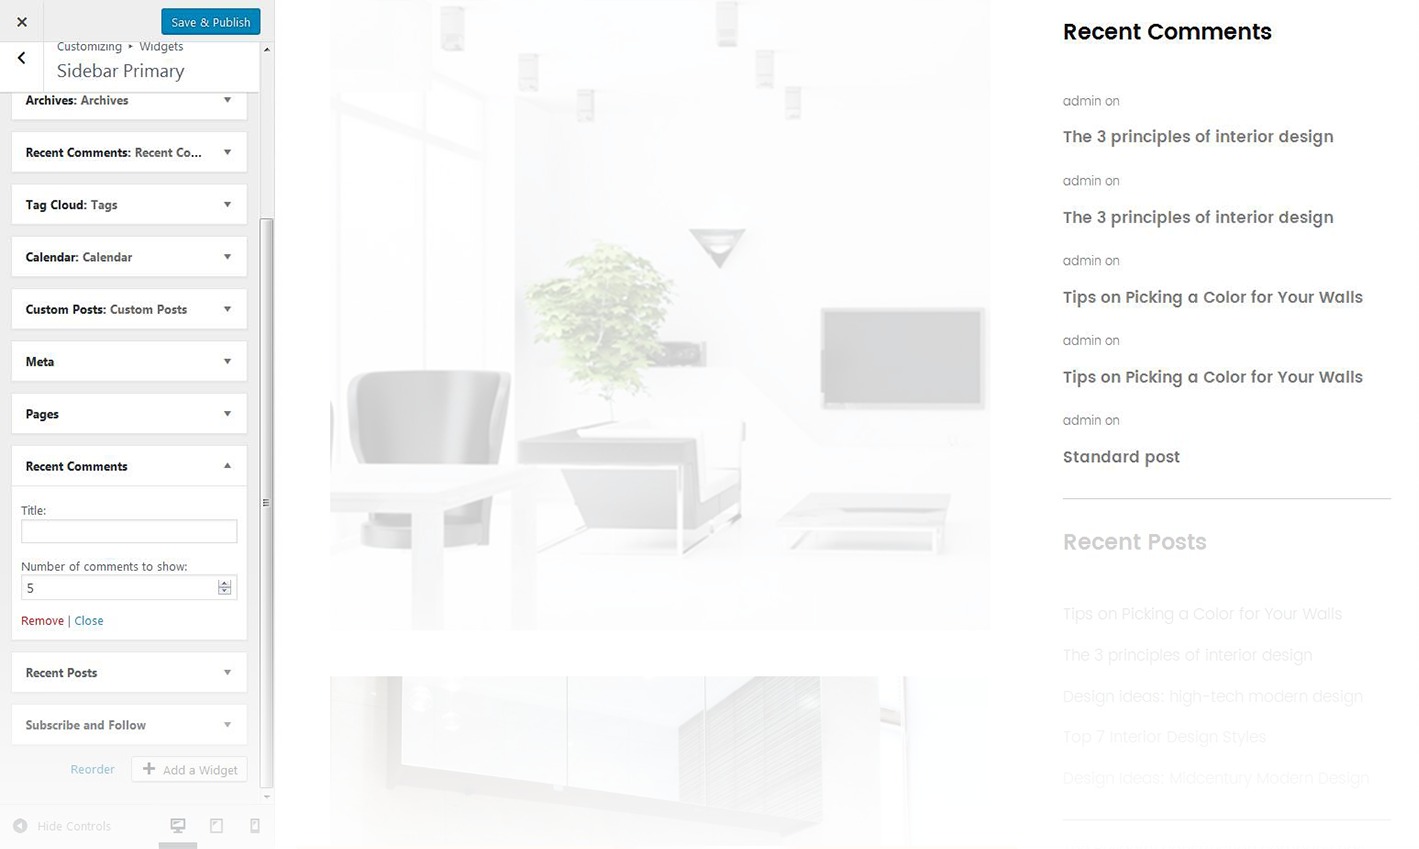 Save & Publish
Customizing ▸ Widgets
Sidebar Primary
Archives: Archives
Recent Comments: Recent Co...
Tag Cloud: Tags
Calendar: Calendar
Custom Posts: Custom Posts
Meta
Pages
Recent Comments
Title:
Number of comments to show:
5
Remove | Close
Recent Posts
Subscribe and Follow
Reorder
Add a Widget
Hide Controls
Recent Comments
admin on
The 3 principles of interior design
admin on
The 3 principles of interior design
admin on
Tips on Picking a Color for Your Walls
admin on
Tips on Picking a Color for Your Walls
admin on
Standard post
Recent Posts
Tips on Picking a Color for Your Walls
The 3 principles of interior design
Design ideas: high-tech modern design
Top 7 Interior Design Styles
Design Ideas: Midcentury Modern Design